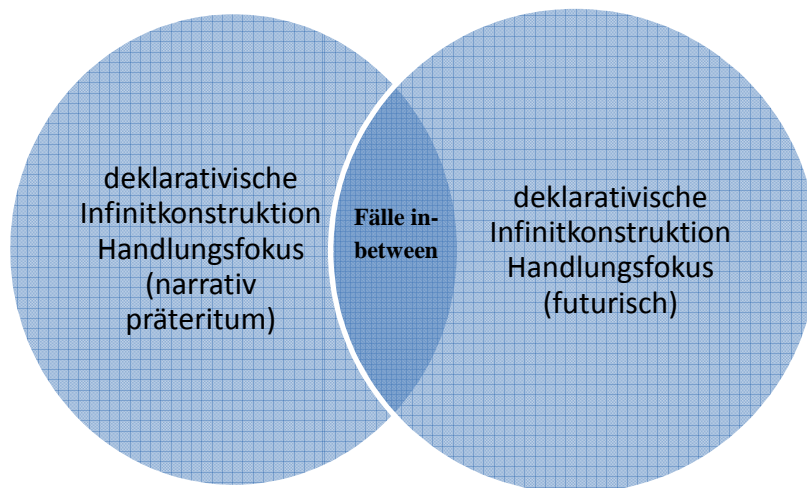 deklarativische
Infinitkonstruktion
Handlungsfokus
(narrativ
präteritum)
Fälle in-
between
deklarativische
Infinitkonstruktion
Handlungsfokus
(futurisch)